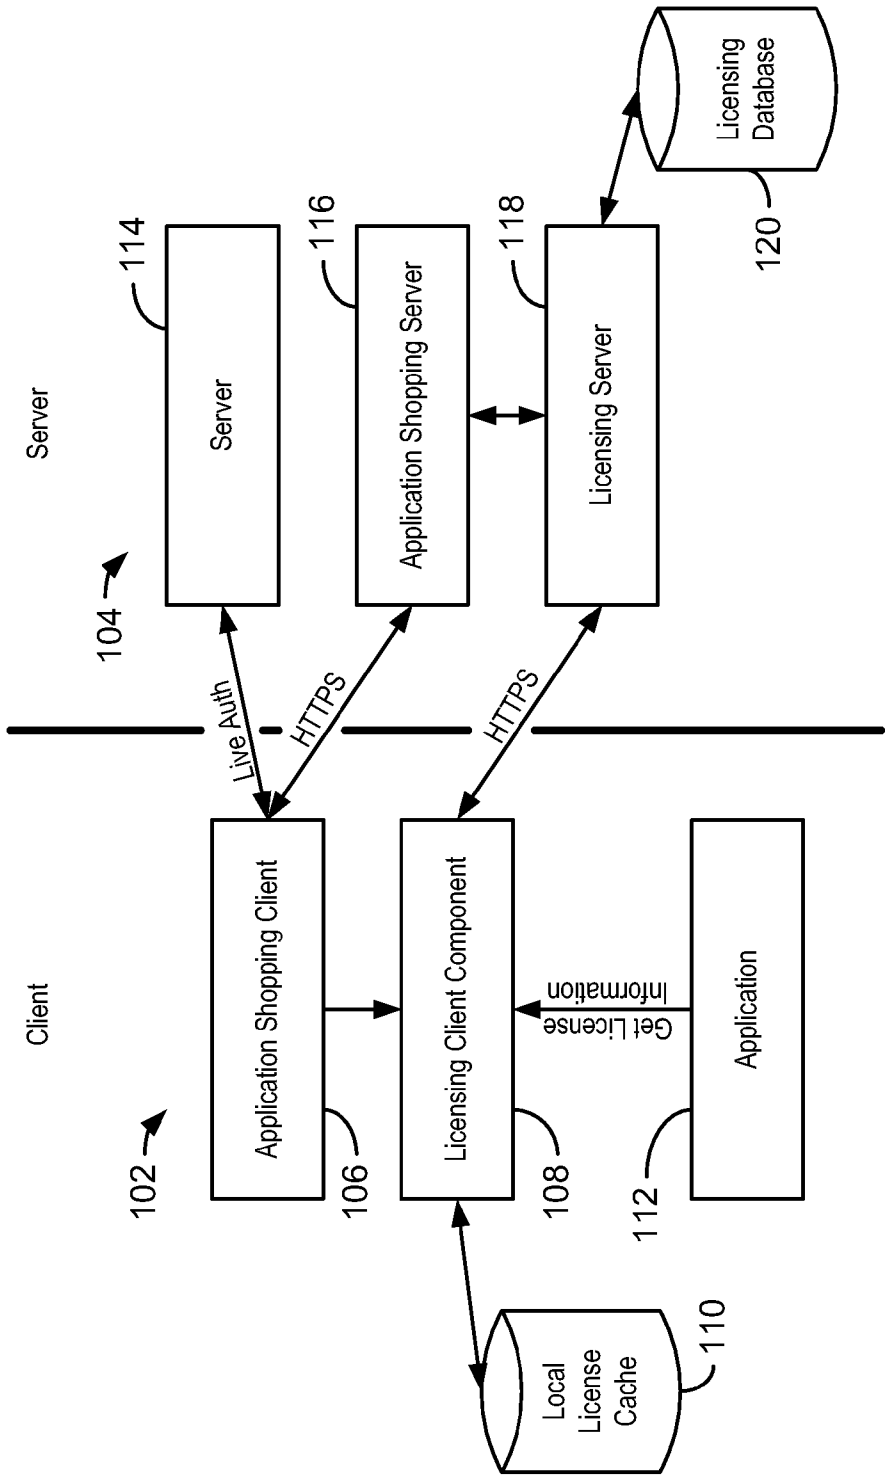 Client
Server
102
104
Application Shopping Client
106
Live Auth
Server
114
HTTPS
Application Shopping Server
116
Licensing Client Component
108
HTTPS
Licensing Server
118
Local
License
Cache
110
Get License
Information
Application
112
Licensing
Database
120